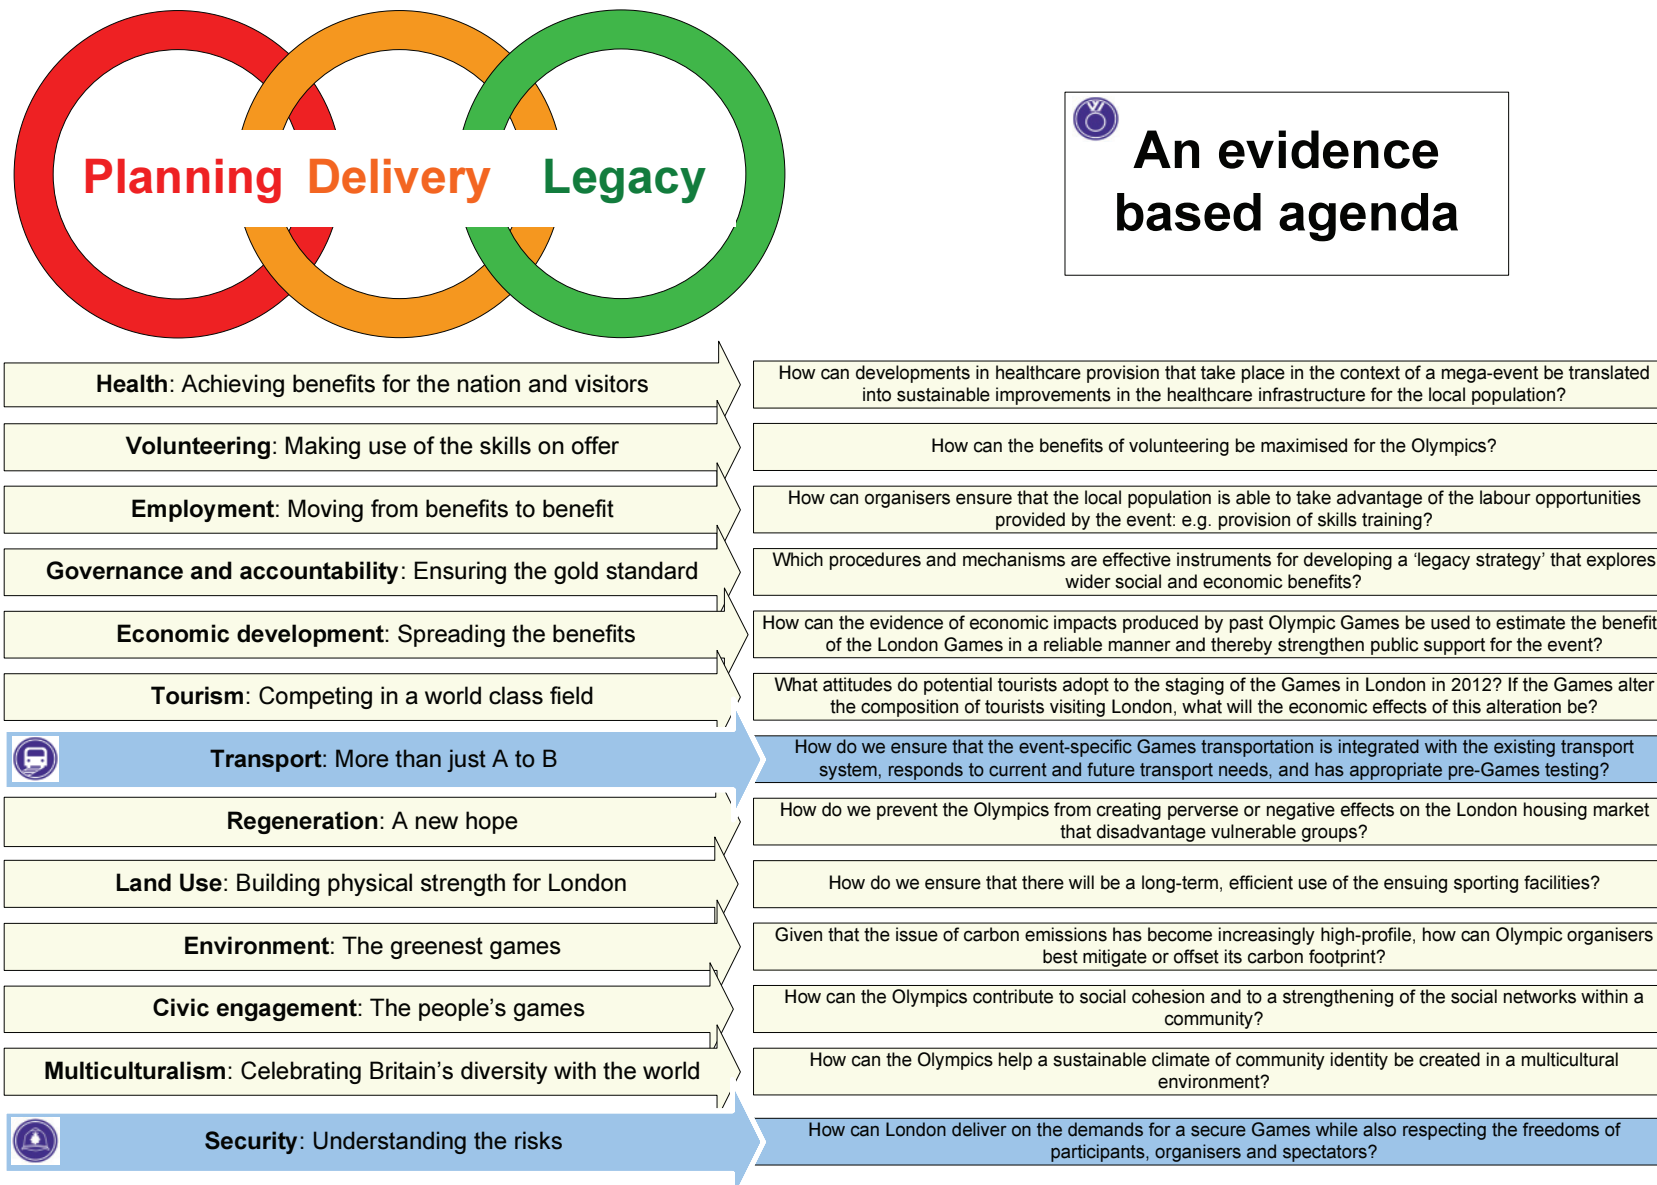 Planning Delivery Legacy
An evidence
based agenda
Health: Achieving benefits for the nation and visitors
How can developments in healthcare provision that take place in the context of a mega-event be translated
into sustainable improvements in the healthcare infrastructure for the local population?
Volunteering: Making use of the skills on offer
How can the benefits of volunteering be maximised for the Olympics?
Employment: Moving from benefits to benefit
How can organisers ensure that the local population is able to take advantage of the labour opportunities
provided by the event: e.g. provision of skills training?
Governance and accountability: Ensuring the gold standard
Which procedures and mechanisms are effective instruments for developing a ‘legacy strategy’ that explores
wider social and economic benefits?
Economic development: Spreading the benefits
How can the evidence of economic impacts produced by past Olympic Games be used to estimate the benefit
of the London Games in a reliable manner and thereby strengthen public support for the event?
Tourism: Competing in a world class field
What attitudes do potential tourists adopt to the staging of the Games in London in 2012? If the Games alter
the composition of tourists visiting London, what will the economic effects of this alteration be?
Transport: More than just A to B
How do we ensure that the event-specific Games transportation is integrated with the existing transport
system, responds to current and future transport needs, and has appropriate pre-Games testing?
Regeneration: A new hope
How do we prevent the Olympics from creating perverse or negative effects on the London housing market
that disadvantage vulnerable groups?
Land Use: Building physical strength for London
How do we ensure that there will be a long-term, efficient use of the ensuing sporting facilities?
Environment: The greenest games
Given that the issue of carbon emissions has become increasingly high-profile, how can Olympic organisers
best mitigate or offset its carbon footprint?
Civic engagement: The people’s games
How can the Olympics contribute to social cohesion and to a strengthening of the social networks within a
community?
Multiculturalism: Celebrating Britain’s diversity with the world
How can the Olympics help a sustainable climate of community identity be created in a multicultural
environment?
Security: Understanding the risks
How can London deliver on the demands for a secure Games while also respecting the freedoms of
participants, organisers and spectators?